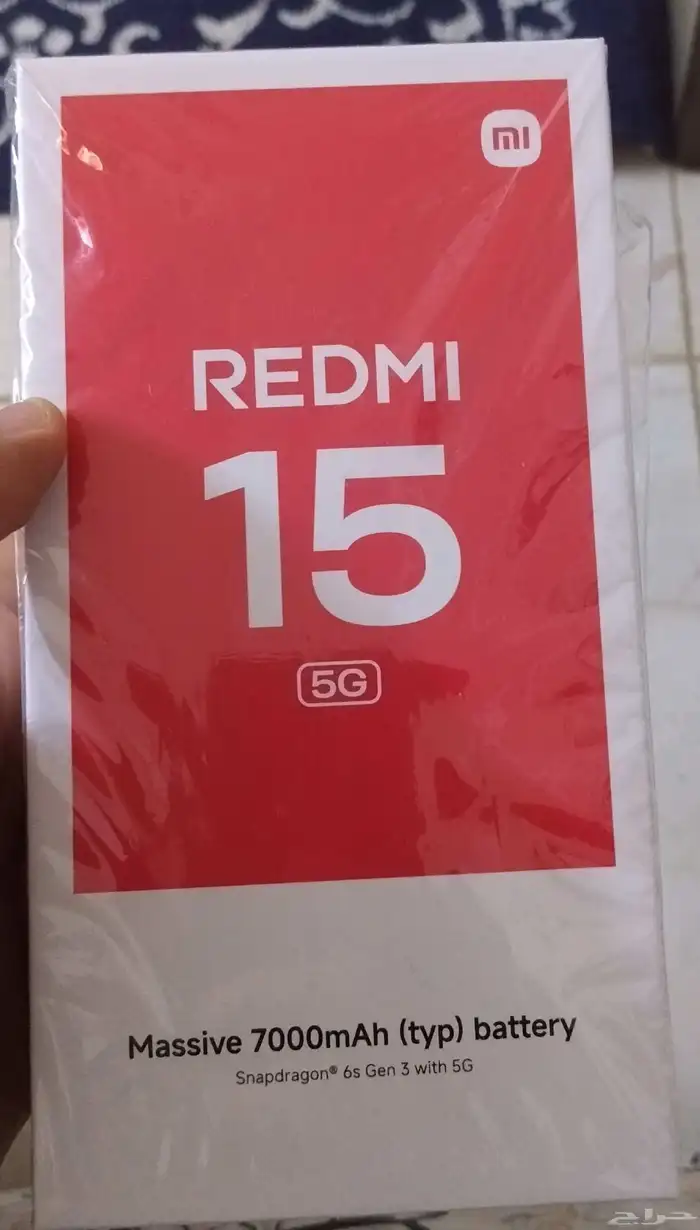 mi
REDMI
15
5G
Massive 7000mAh (typ) battery
Snapdragon® 6s Gen 3 with 5G
حراج